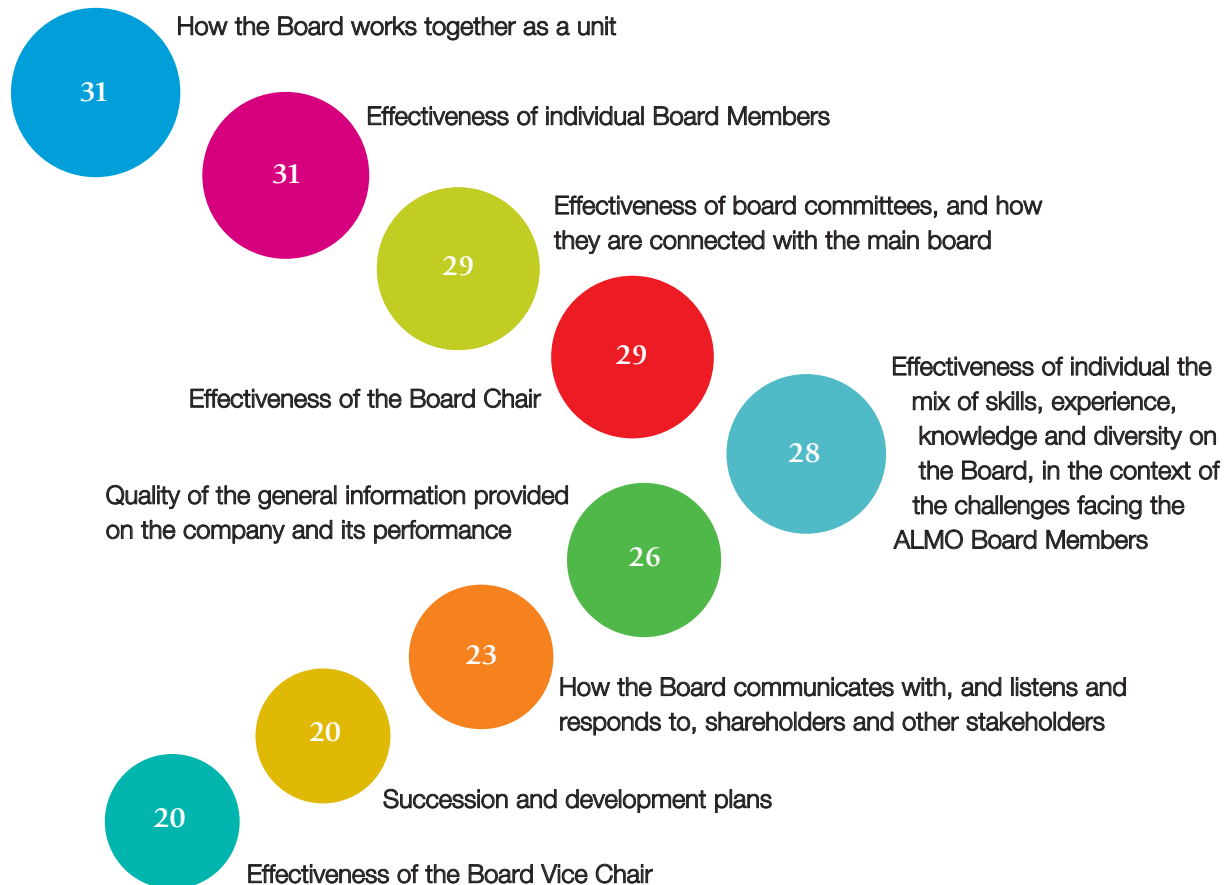 How the Board works together as a unit
31
Effectiveness of individual Board Members
31
Effectiveness of board committees, and how
they are connected with the main board
29
29
Effectiveness of the Board Chair
Effectiveness of individual the
mix of skills, experience,
knowledge and diversity on
the Board, in the context of
the challenges facing the
ALMO Board Members
28
Quality of the general information provided
on the company and its performance
26
23
How the Board communicates with, and listens and
responds to, shareholders and other stakeholders
20
Succession and development plans
20
Effectiveness of the Board Vice Chair